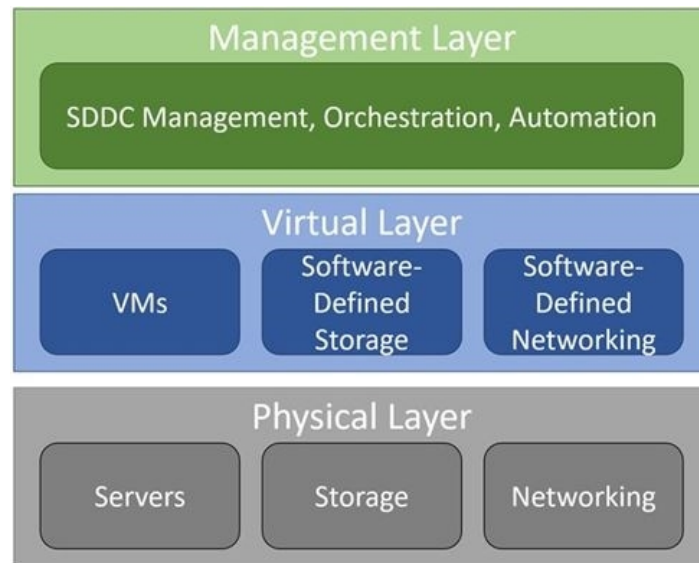 Management Layer
SDDC Management, Orchestration, Automation
Virtual Layer
VMs
Software-
Defined
Storage
Software-
Defined
Networking
Physical Layer
Servers
Storage
Networking